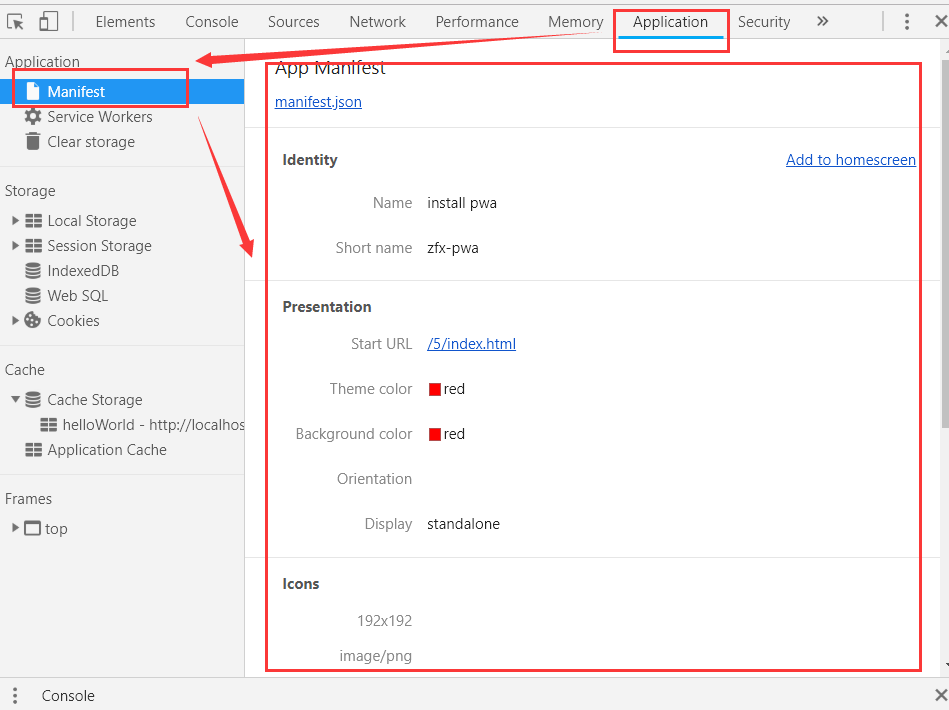 Elements Console Sources Network Performance Memory Application Security »
Application
Manifest
Service Workers
Clear storage
Storage
Local Storage
Session Storage
IndexedDB
Web SQL
Cookies
Cache
Cache Storage
helloWorld - http://localhos
Application Cache
Frames
top
App Manifest
manifest.json
Identity Add to homescreen
Name install pwa
Short name zfx-pwa
Presentation
Start URL /5/index.html
Theme color red
Background color red
Orientation
Display standalone
Icons
192x192
image/png
Console